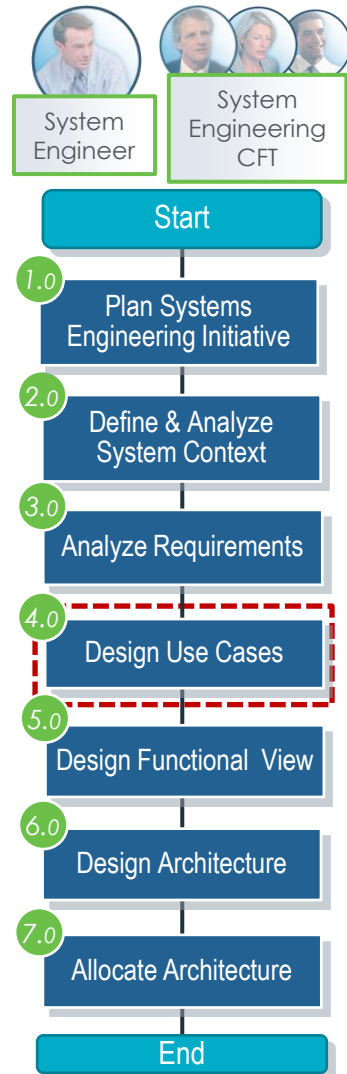 System
Engineer
System
Engineering
CFT
Start
1.0
Plan Systems
Engineering Initiative
2.0
Define & Analyze
System Context
3.0
Analyze Requirements
4.0
Design Use Cases
5.0
Design Functional View
6.0
Design Architecture
7.0
Allocate Architecture
End